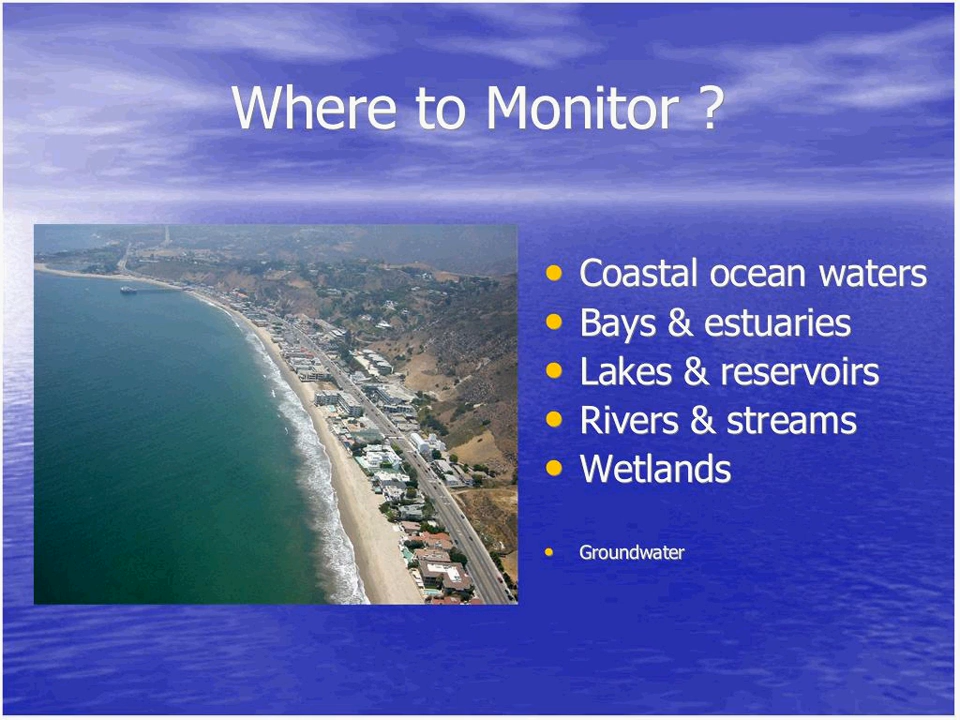 Where to Monitor ?
• Coastal ocean waters
• Bays & estuaries
• Lakes & reservoirs
• Rivers & streams
• Wetlands
• Groundwater